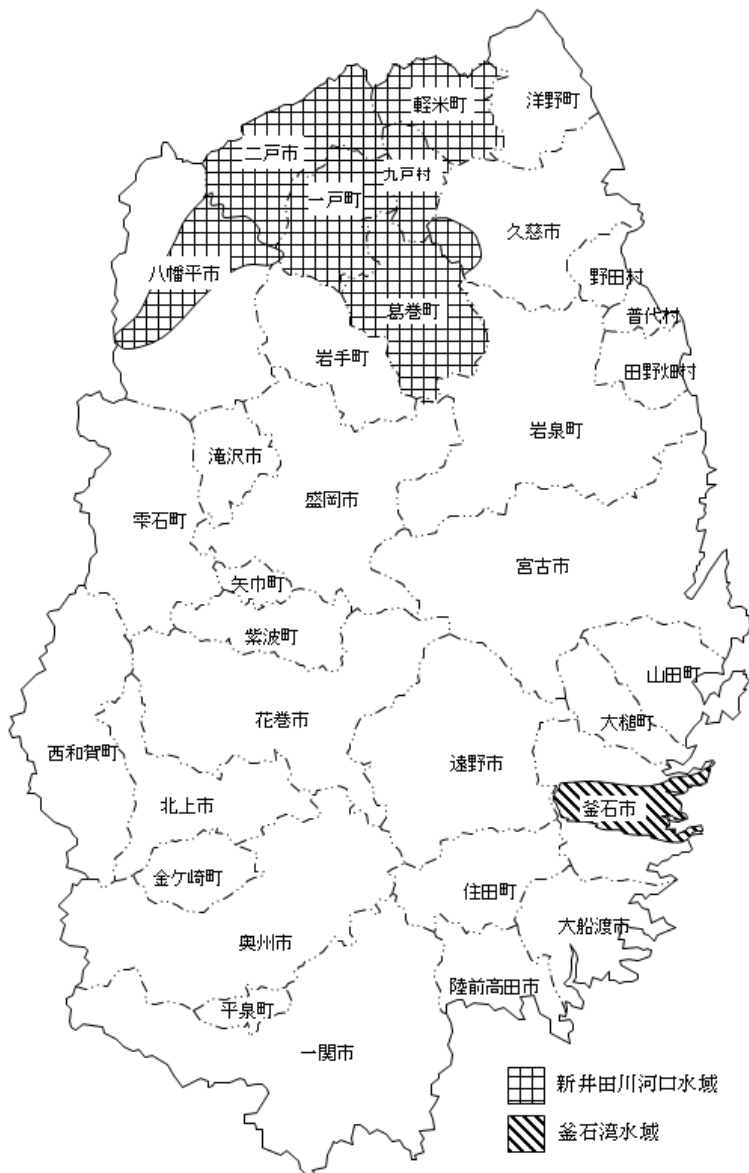 軽米町
洋野町
二戸市
九戸村
一戸町
久慈市
八幡平市
野田村
葛巻町
普代村
岩手町
田野畑村
岩泉町
滝沢市
盛岡市
雫石町
宮古市
矢巾町
紫波町
山田町
花巻市
大槌町
西和賀町
遠野市
北上市
釜石市
金ケ崎町
住田町
大船渡市
奥州市
陸前高田市
平泉町
一関市
新井田川河口水域
釜石湾水域